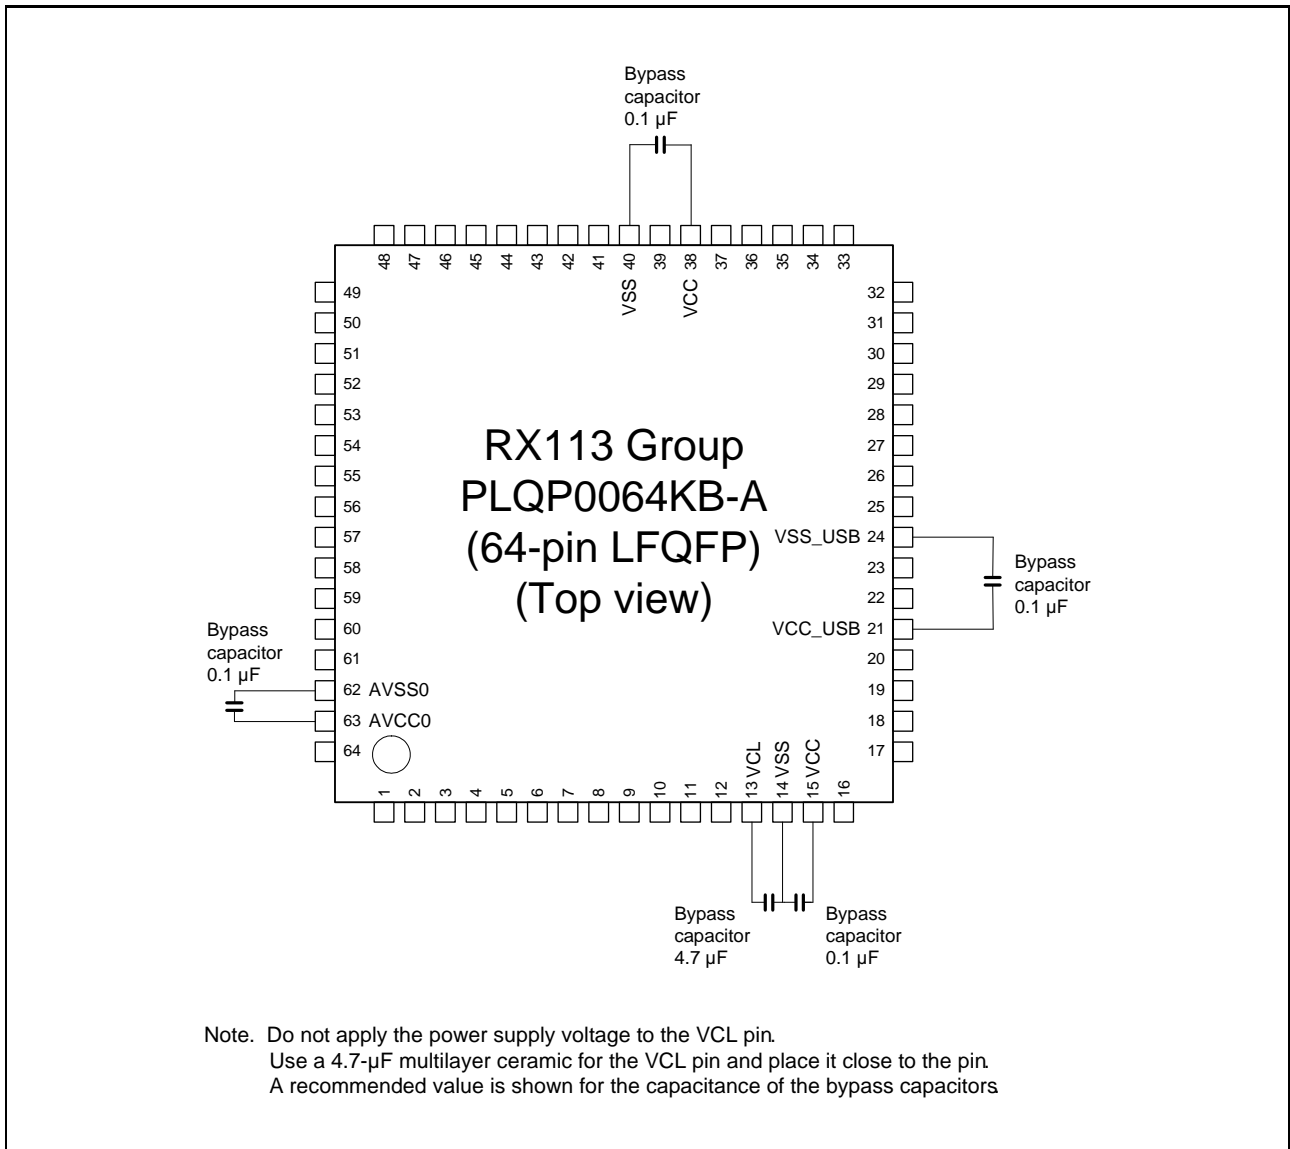 Bypass
capacitor
0.1 µF
48 47 46 45 44 43 42 41 40 39 38 37 36 35 34 33
VSS VCC
49
50
51
52
53
54
55
56
57
58
59
60
61
62 AVSS0
63 AVCC0
64
32
31
30
29
28
27
26
25
VSS_USB 24
23
22
VCC_USB 21
20
19
18
17
RX113 Group
PLQP0064KB-A
(64-pin LFQFP)
(Top view)
Bypass
capacitor
0.1 µF
Bypass
capacitor
0.1 µF
1 2 3 4 5 6 7 8 9 10 11 12 13 VCL 14 VSS 15 VCC 16
Bypass
capacitor
4.7 µF
Bypass
capacitor
0.1 µF
Note. Do not apply the power supply voltage to the VCL pin.
Use a 4.7-µF multilayer ceramic for the VCL pin and place it close to the pin.
A recommended value is shown for the capacitance of the bypass capacitors.